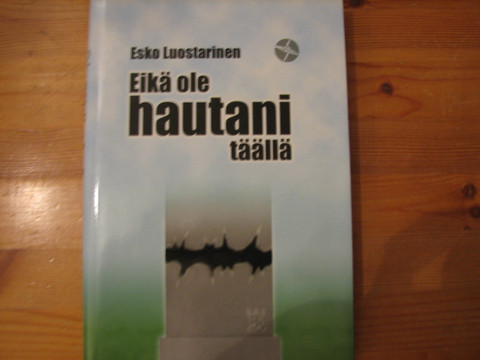 Esko Luostarinen
Eikä ole
hautani
täällä